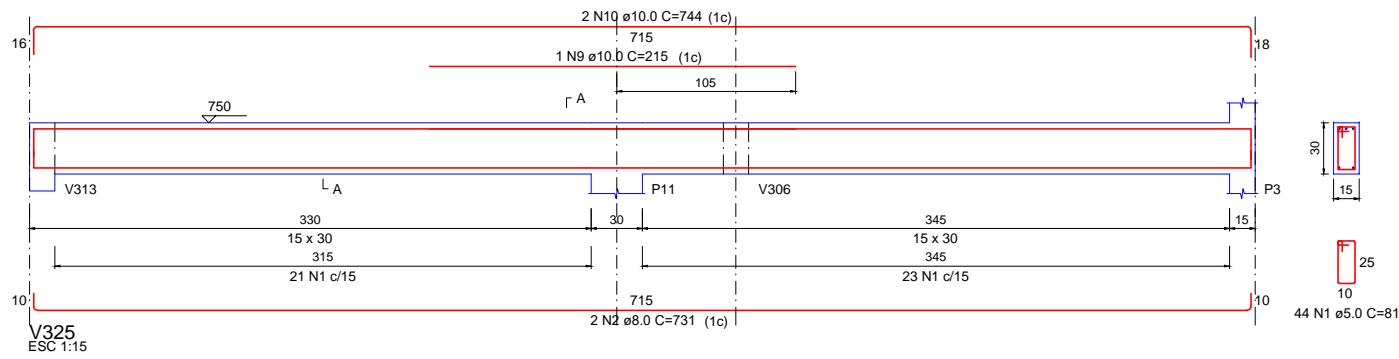 2 N10 ø10.0 C=744 (1c)
16 715 18
1 N9 ø10.0 C=215 (1c)
105
A
750
30
V313 A P11 V306 P3
15
330 30 345 15
15 x 30 15 x 30
315 345
21 N1 c/15 23 N1 c/15
25
10
10 715 10
44 N1 ø5.0 C=81
2 N2 ø8.0 C=731 (1c)
V325
ESC 1:15